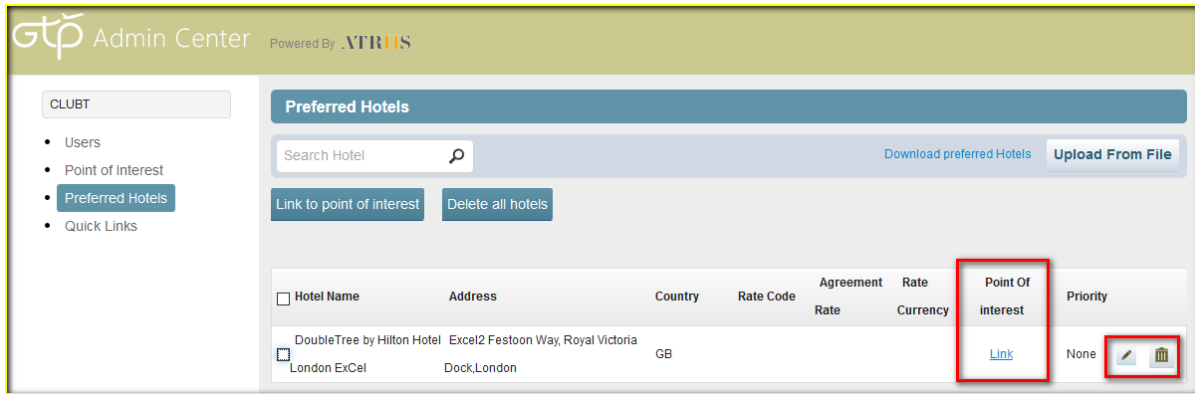 GTP Admin Center Powered By ATRIIS
CLUBT
Users
Point of Interest
Preferred Hotels
Quick Links
Preferred Hotels
Search Hotel
Download preferred Hotels
Upload From File
Link to point of interest
Delete all hotels
Hotel Name Address Country Rate Code Agreement Rate Rate Currency Point Of interest Priority
DoubleTree by Hilton Hotel Excel2 Festoon Way, Royal Victoria
London ExCel Dock,London GB Link None